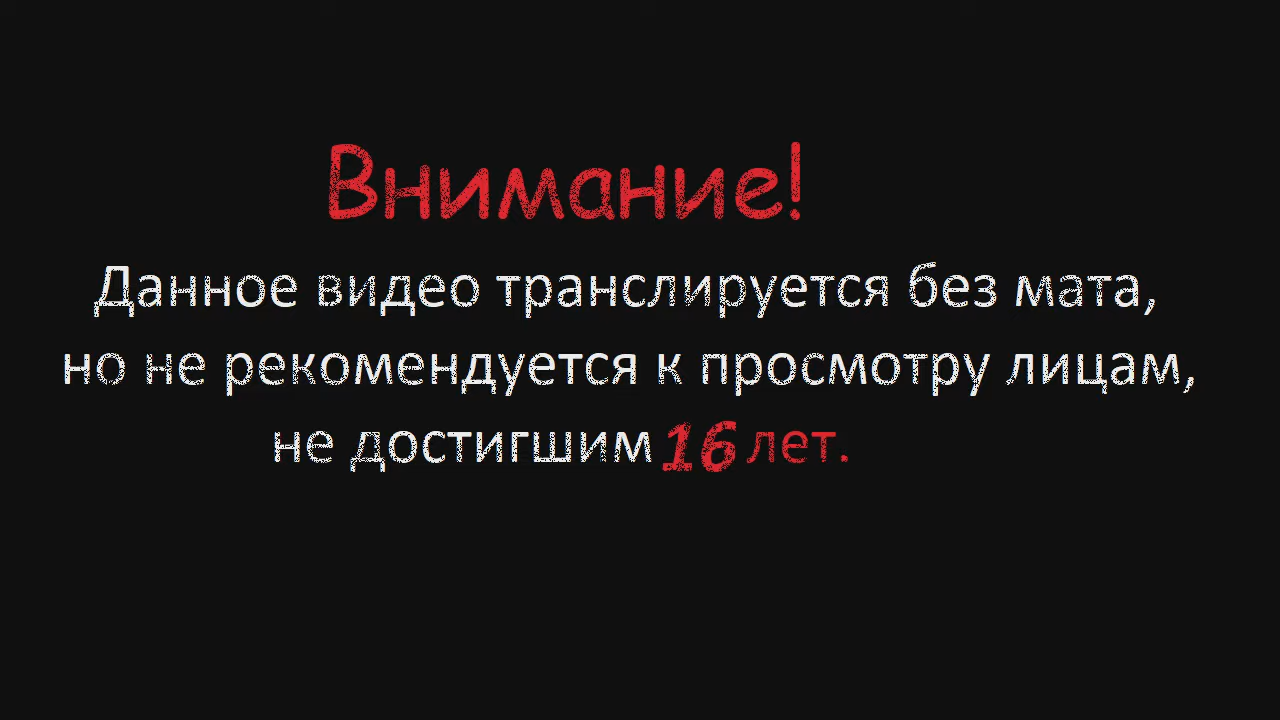 Внимание!
Данное видео транслируется без мата,
но не рекомендуется к просмотру лицам,
не достигшим 16 лет.